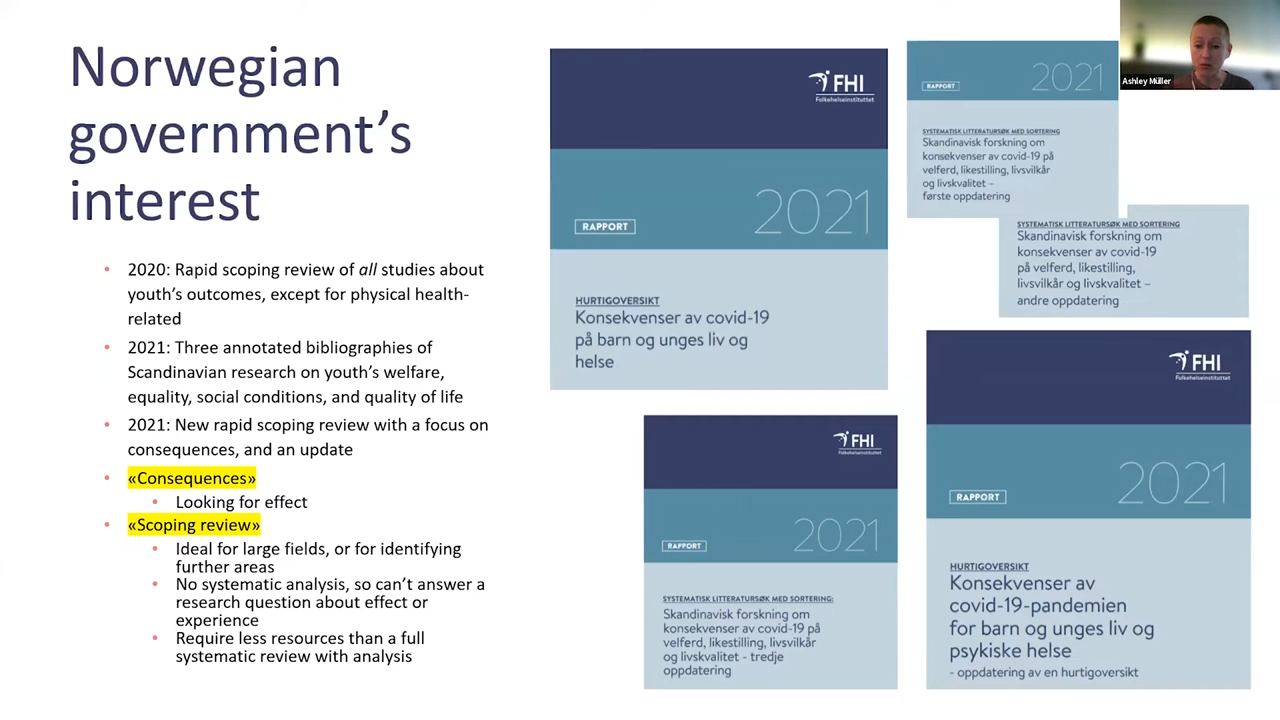 Norwegian
government's
interest
• 2020: Rapid scoping review of all studies about
youth's outcomes, except for physical health-
related
• 2021: Three annotated bibliographies of
Scandinavian research on youth's welfare,
equality, social conditions, and quality of life
• 2021: New rapid scoping review with a focus on
consequences, and an update
• «Consequences»
• Looking for effect
• «Scoping review»
• Ideal for large fields, or for identifying
further areas
• No systematic analysis, so can't answer a
research question about effect or
experience
• Require less resources than a full
systematic review with analysis
FHI
Folkehelseinstituttet
2021
RAPPORT
HURTIGOVERSIKT
Konsekvenser av covid-19
på barn og unges liv og
helse
2021
RAPPORT
SYSTEMATISK LITTERATURSØK MED SORTERING
Skandinavisk forskning om
konsekvenser av covid-19 på
velferd, likestilling, livsvilkår
og livskvalitet –
første oppdatering
SYSTEMATISK LITTERATURSØK MED SORTERING
Skandinavisk forskning om
konsekvenser av covid-19
på velferd, likestilling,
livsvilkår og livskvalitet –
andre oppdatering
FHI
Folkehelseinstituttet
2021
RAPPORT
SYSTEMATISK LITTERATURSØK MED SORTERING:
Skandinavisk forskning om
konsekvenser av covid-19 på
velferd, likestilling, livsvilkår
og livskvalitet - tredje
oppdatering
FHI
Folkehelseinstituttet
2021
RAPPORT
HURTIGOVERSIKT
Konsekvenser av
covid-19-pandemien
for barn og unges liv og
psykiske helse
- oppdatering av en hurtigoversikt
Ashley Müller